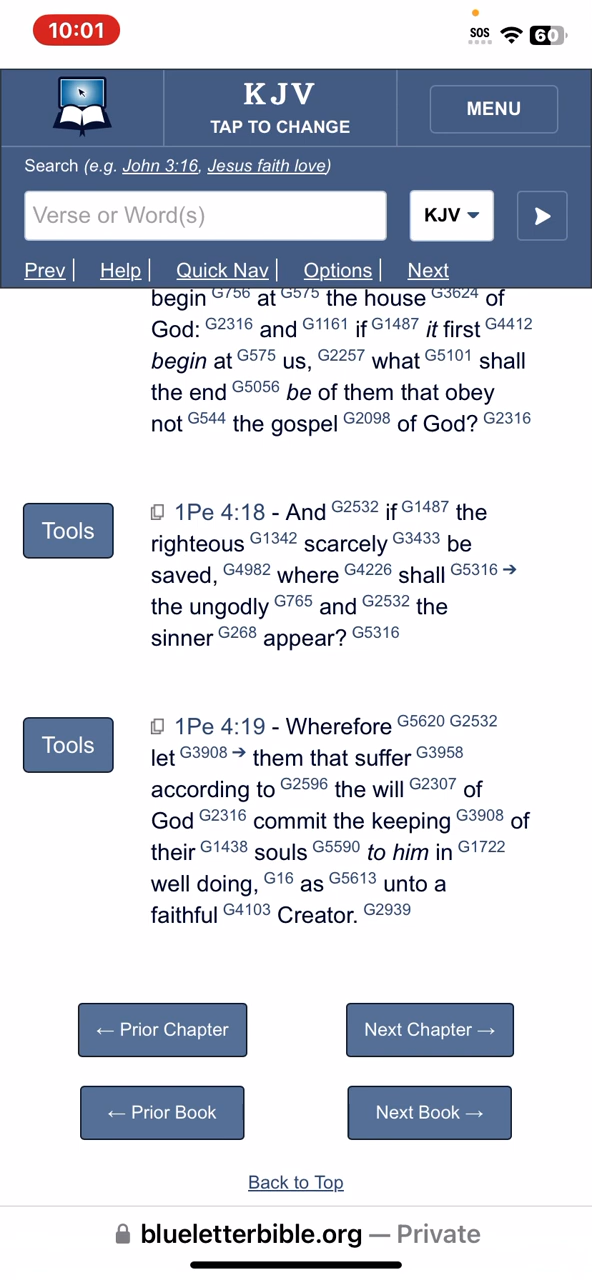 10:01
SOS
60
KJV
TAP TO CHANGE
MENU
Search (e.g. John 3:16, Jesus faith love)
Verse or Word(s)
KJV
Prev | Help | Quick Nav | Options | Next
begin G756 at G575 the house G3624 of
God: G2316 and G1161 if G1487 it first G4412
begin at G575 us, G2257 what G5101 shall
the end G5056 be of them that obey
not G544 the gospel G2098 of God? G2316
Tools
1Pe 4:18 - And G2532 if G1487 the
righteous G1342 scarcely G3433 be
saved, G4982 where G4226 shall G5316 →
the ungodly G765 and G2532 the
sinner G268 appear? G5316
Tools
1Pe 4:19 - Wherefore G5620 G2532
let G3908 → them that suffer G3958
according to G2596 the will G2307 of
God G2316 commit the keeping G3908 of
their G1438 souls G5590 to him in G1722
well doing, G16 as G5613 unto a
faithful G4103 Creator. G2939
← Prior Chapter
Next Chapter →
← Prior Book
Next Book →
Back to Top
blueletterbible.org — Private